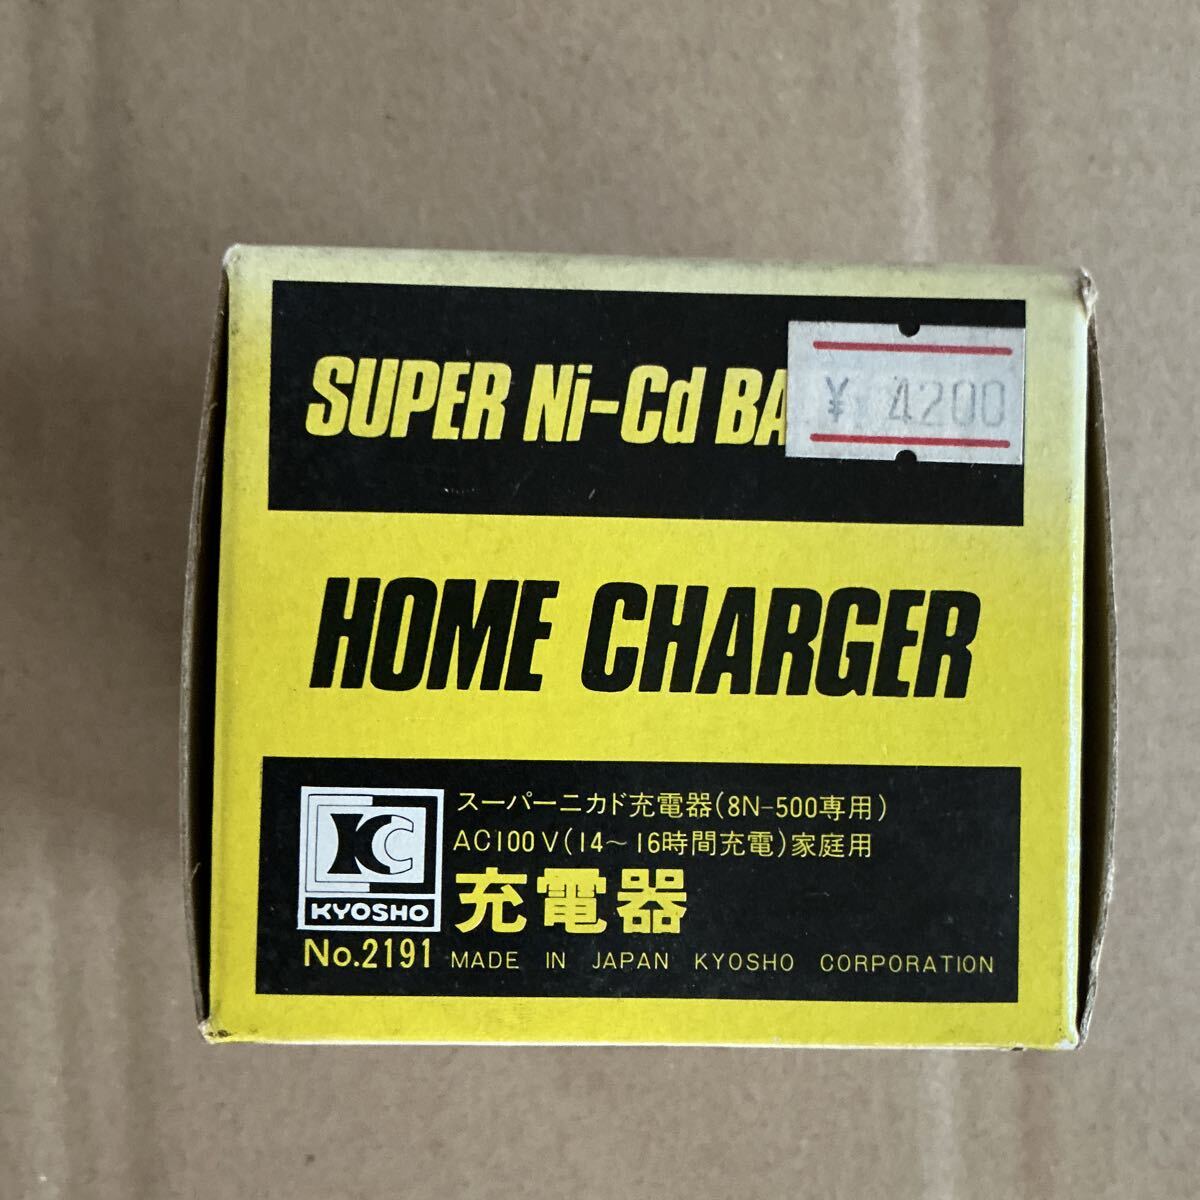 SUPER Ni-Cd BA
¥ 4200
HOME CHARGER
スーパーニカド充電器(8N-500専用)
AC100V(14～16時間充電)家庭用
KC
KYOSHO
充電器
No.2191 MADE IN JAPAN KYOSHO CORPORATION